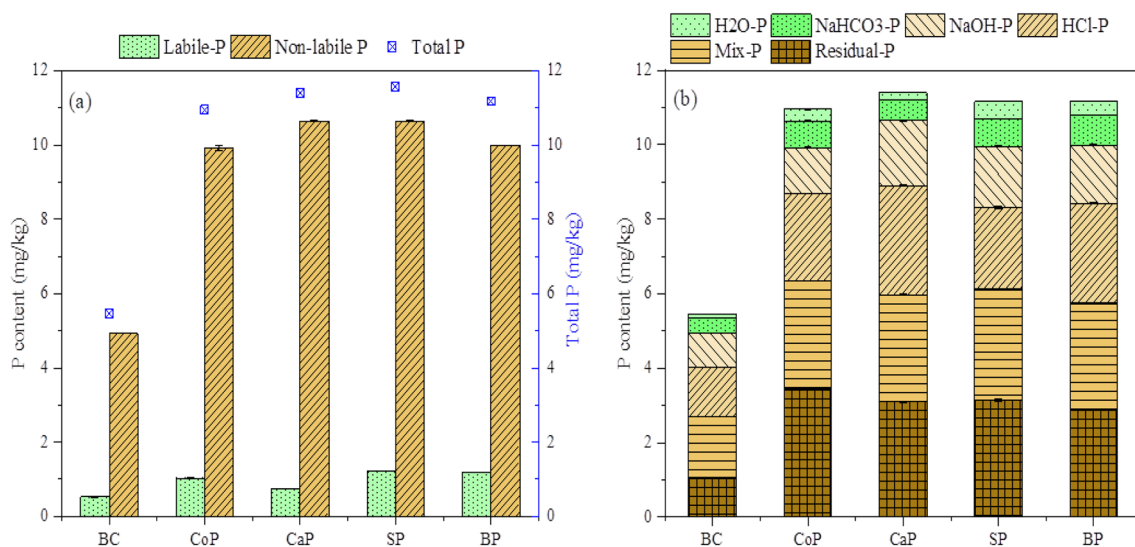 Labile-P Non-labile P Total P
(a)
12 12
10 10
8 8
6 6
4 4
2 2
0 0
P content (mg/kg)
Total P (mg/kg)
BC CoP CaP SP BP
H2O-P NaHCO3-P NaOH-P HCl-P
Mix-P Residual-P
(b)
12
10
8
6
4
2
0
P content (mg/kg)
BC CoP CaP SP BP